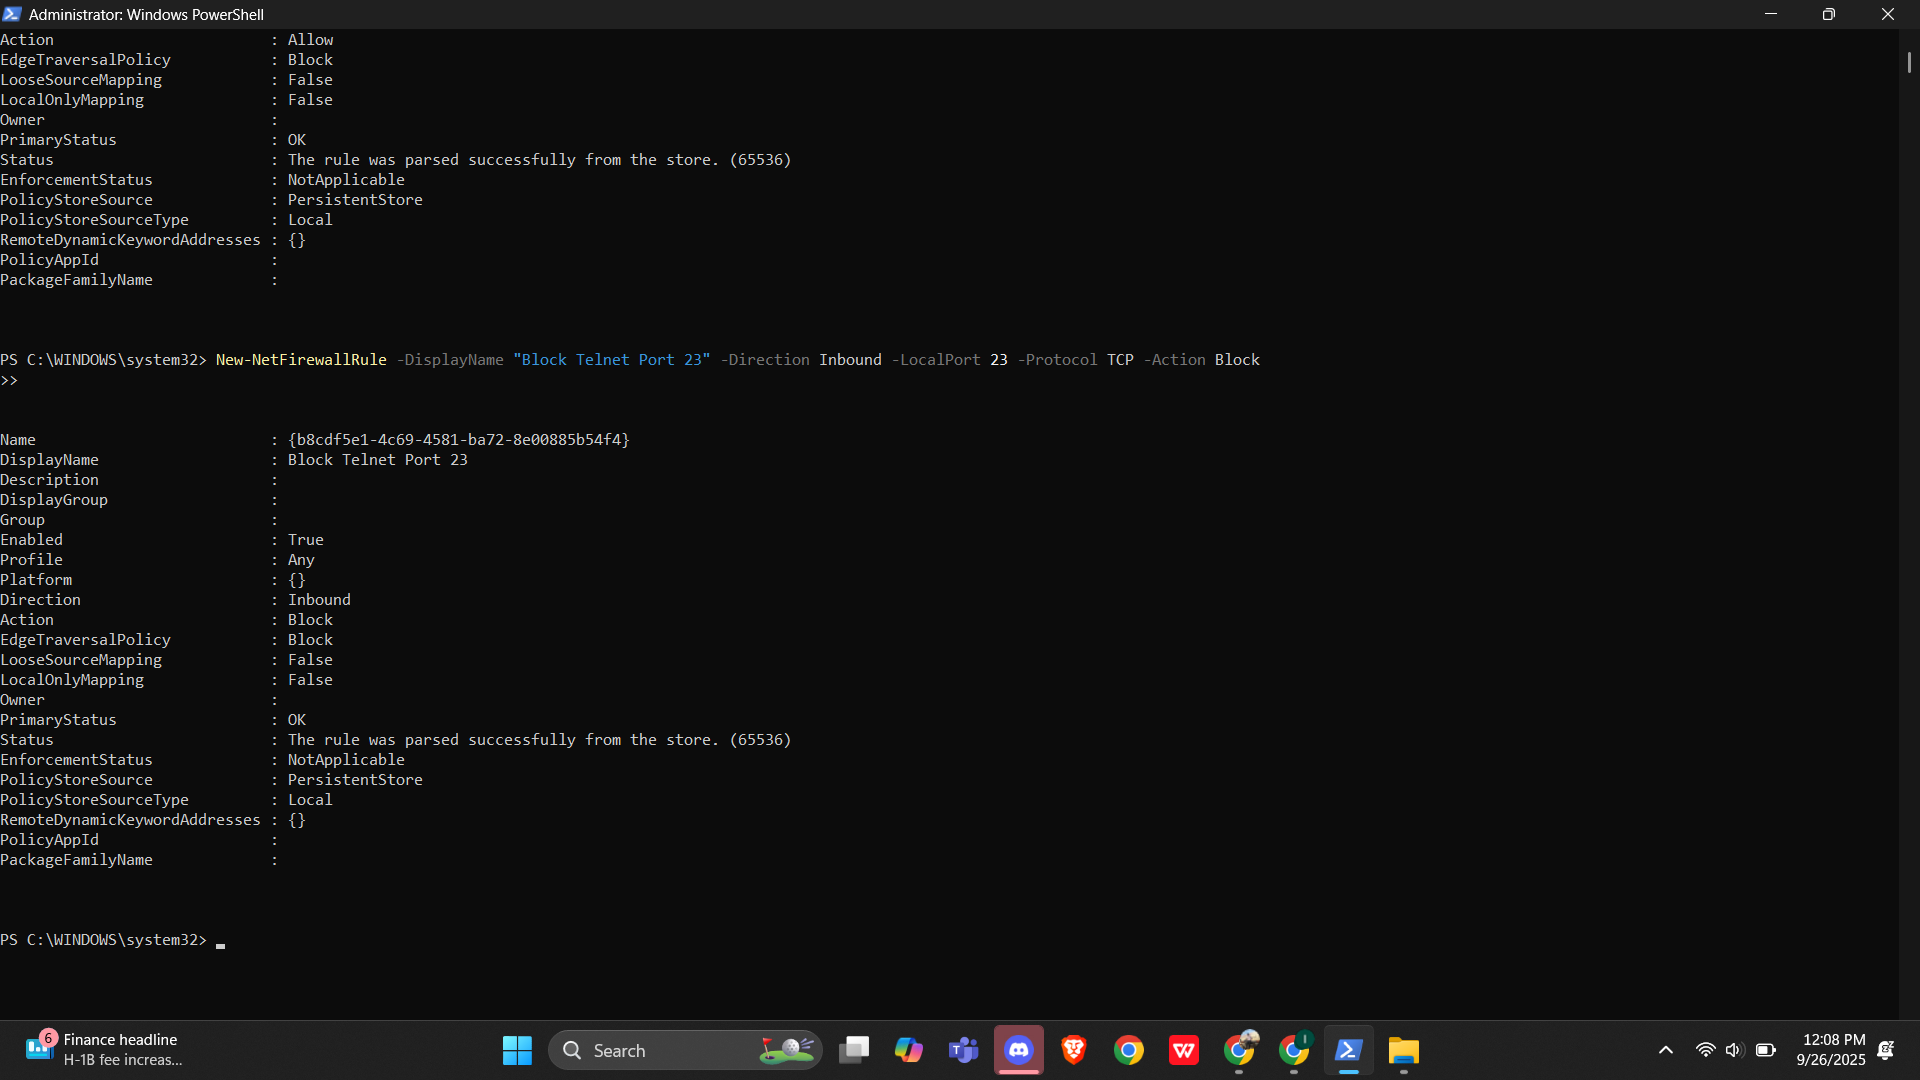 Administrator: Windows PowerShell
Action                        : Allow
EdgeTraversalPolicy           : Block
LooseSourceMapping            : False
LocalOnlyMapping              : False
Owner                         :
PrimaryStatus                 : OK
Status                        : The rule was parsed successfully from the store. (65536)
EnforcementStatus             : NotApplicable
PolicyStoreSource             : PersistentStore
PolicyStoreSourceType         : Local
RemoteDynamicKeywordAddresses : {}
PolicyAppId                   :
PackageFamilyName             :
PS C:\WINDOWS\system32> New-NetFirewallRule -DisplayName "Block Telnet Port 23" -Direction Inbound -LocalPort 23 -Protocol TCP -Action Block
>>
Name                          : {b8cdf5e1-4c69-4581-ba72-8e00885b54f4}
DisplayName                   : Block Telnet Port 23
Description                   :
DisplayGroup                  :
Group                         :
Enabled                       : True
Profile                       : Any
Platform                      : {}
Direction                     : Inbound
Action                        : Block
EdgeTraversalPolicy           : Block
LooseSourceMapping            : False
LocalOnlyMapping              : False
Owner                         :
PrimaryStatus                 : OK
Status                        : The rule was parsed successfully from the store. (65536)
EnforcementStatus             : NotApplicable
PolicyStoreSource             : PersistentStore
PolicyStoreSourceType         : Local
RemoteDynamicKeywordAddresses : {}
PolicyAppId                   :
PackageFamilyName             :
PS C:\WINDOWS\system32>
6
Finance headline
H-1B fee increas...
Search
12:08 PM
9/26/2025